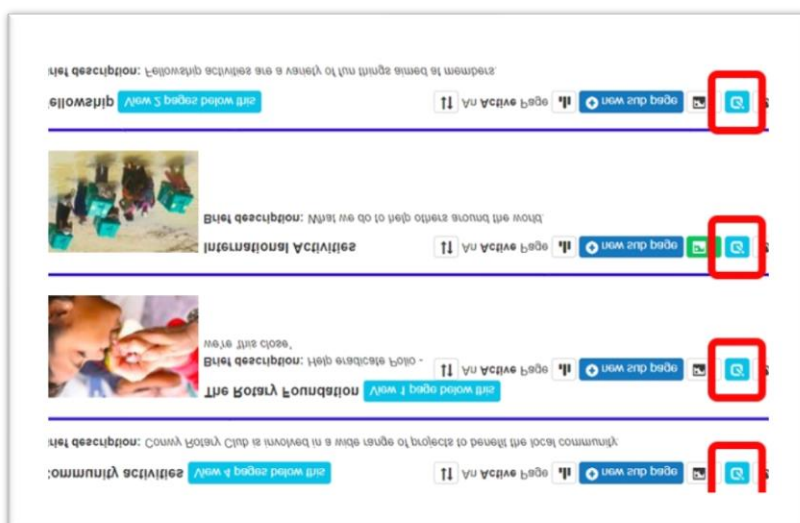 ommunity activities View 4 pages below this An Active Page new sub page
rief description: Conwy Rotary Club is involved in a wide range of projects to benefit the local community.
The Rotary Foundation View 1 page below this
Brief description: Help eradicate Polio - An Active Page new sub page
we're 'this close'
International Activities An Active Page new sub page
Brief description: What we do to help others around the world.
ellowship View 2 pages below this An Active Page new sub page
rief description: Fellowship activities are a variety of fun things aimed at members.